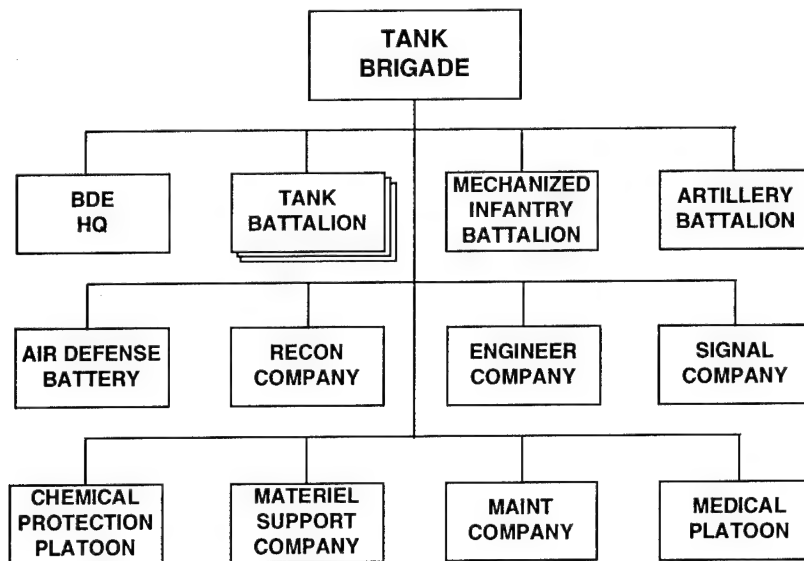 TANK
BRIGADE
BDE
HQ
TANK
BATTALION
MECHANIZED
INFANTRY
BATTALION
ARTILLERY
BATTALION
AIR DEFENSE
BATTERY
RECON
COMPANY
ENGINEER
COMPANY
SIGNAL
COMPANY
CHEMICAL
PROTECTION
PLATOON
MATERIEL
SUPPORT
COMPANY
MAINT
COMPANY
MEDICAL
PLATOON